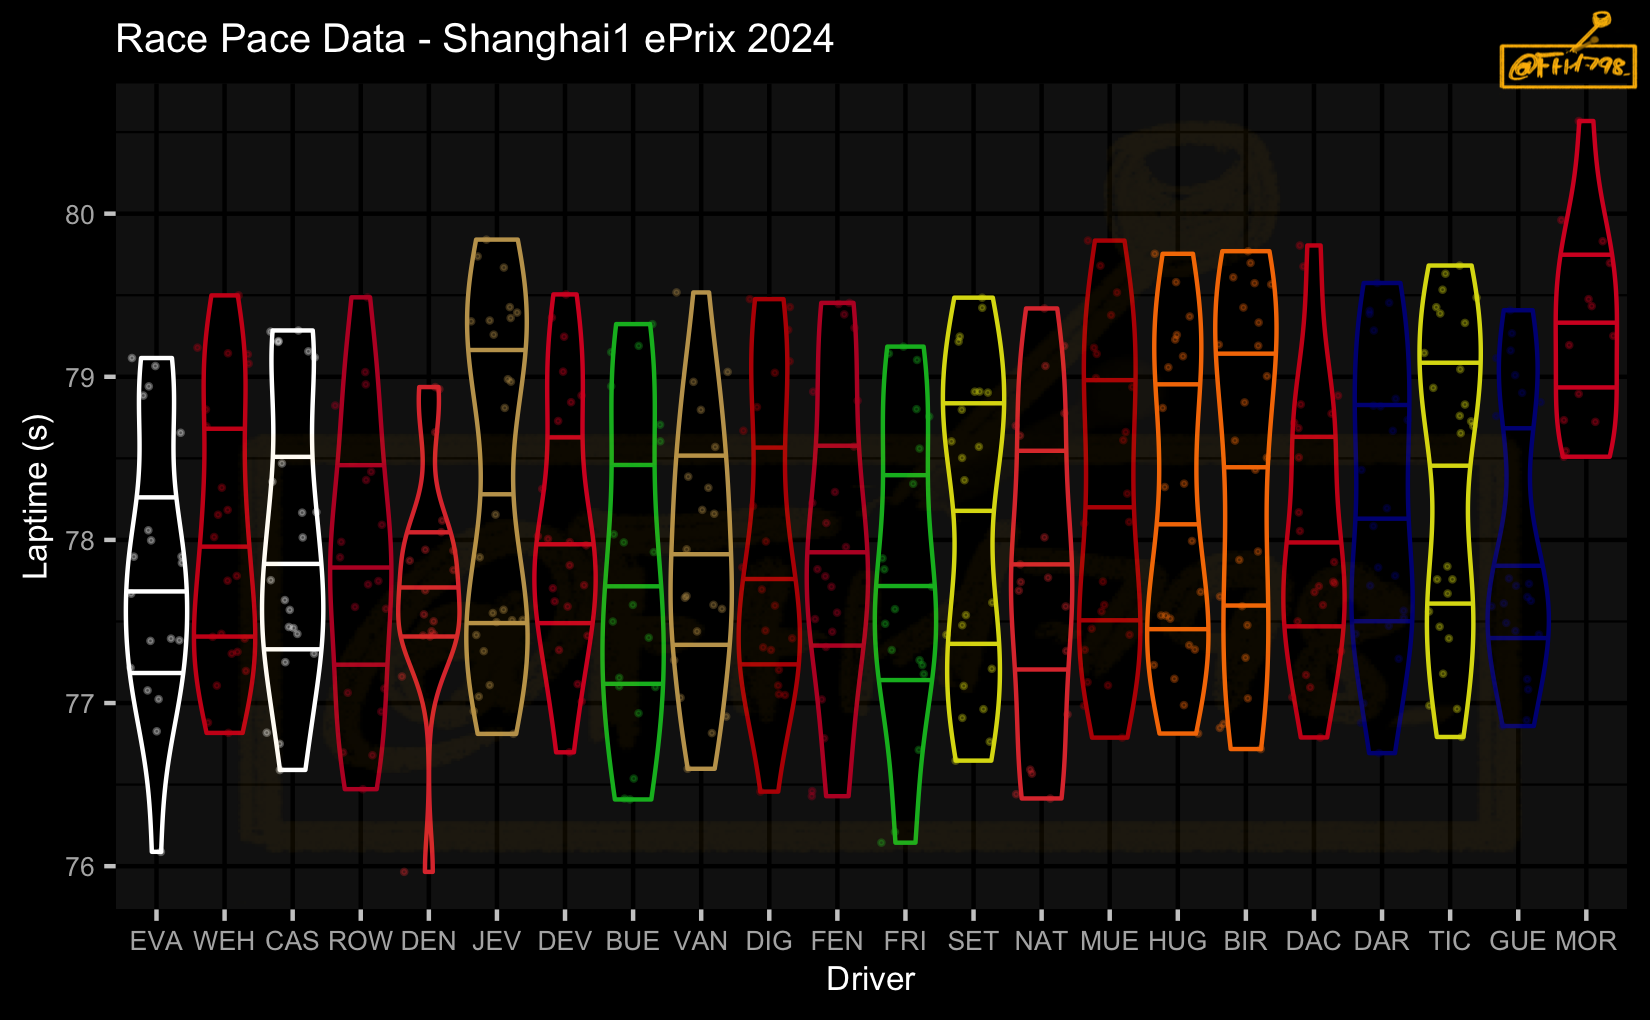 Race Pace Data - Shanghai1 ePrix 2024
@FFH798
Laptime (s)
80
79
78
77
76
EVA WEH CAS ROW DEN JEV DEV BUE VAN DIG FEN FRI SET NAT MUE HUG BIR DAC DAR TIC GUE MOR
Driver